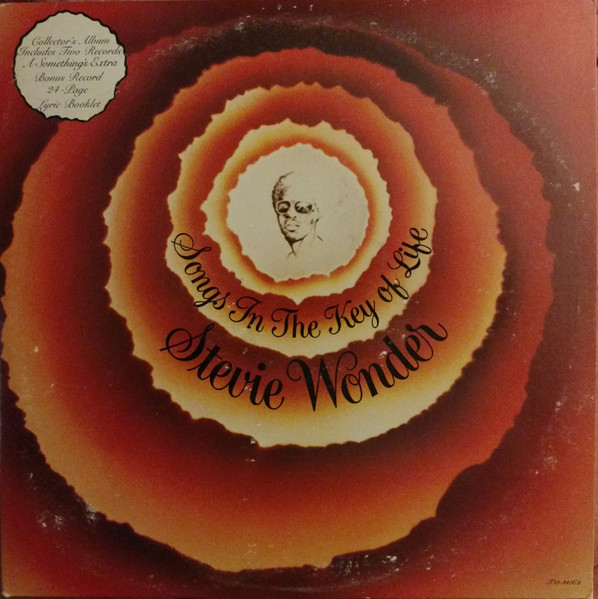 Collector's Album
Includes Two Records
A Something's Extra
Bonus Record
24-Page
Lyric Booklet
Songs In The Key of Life
Stevie Wonder